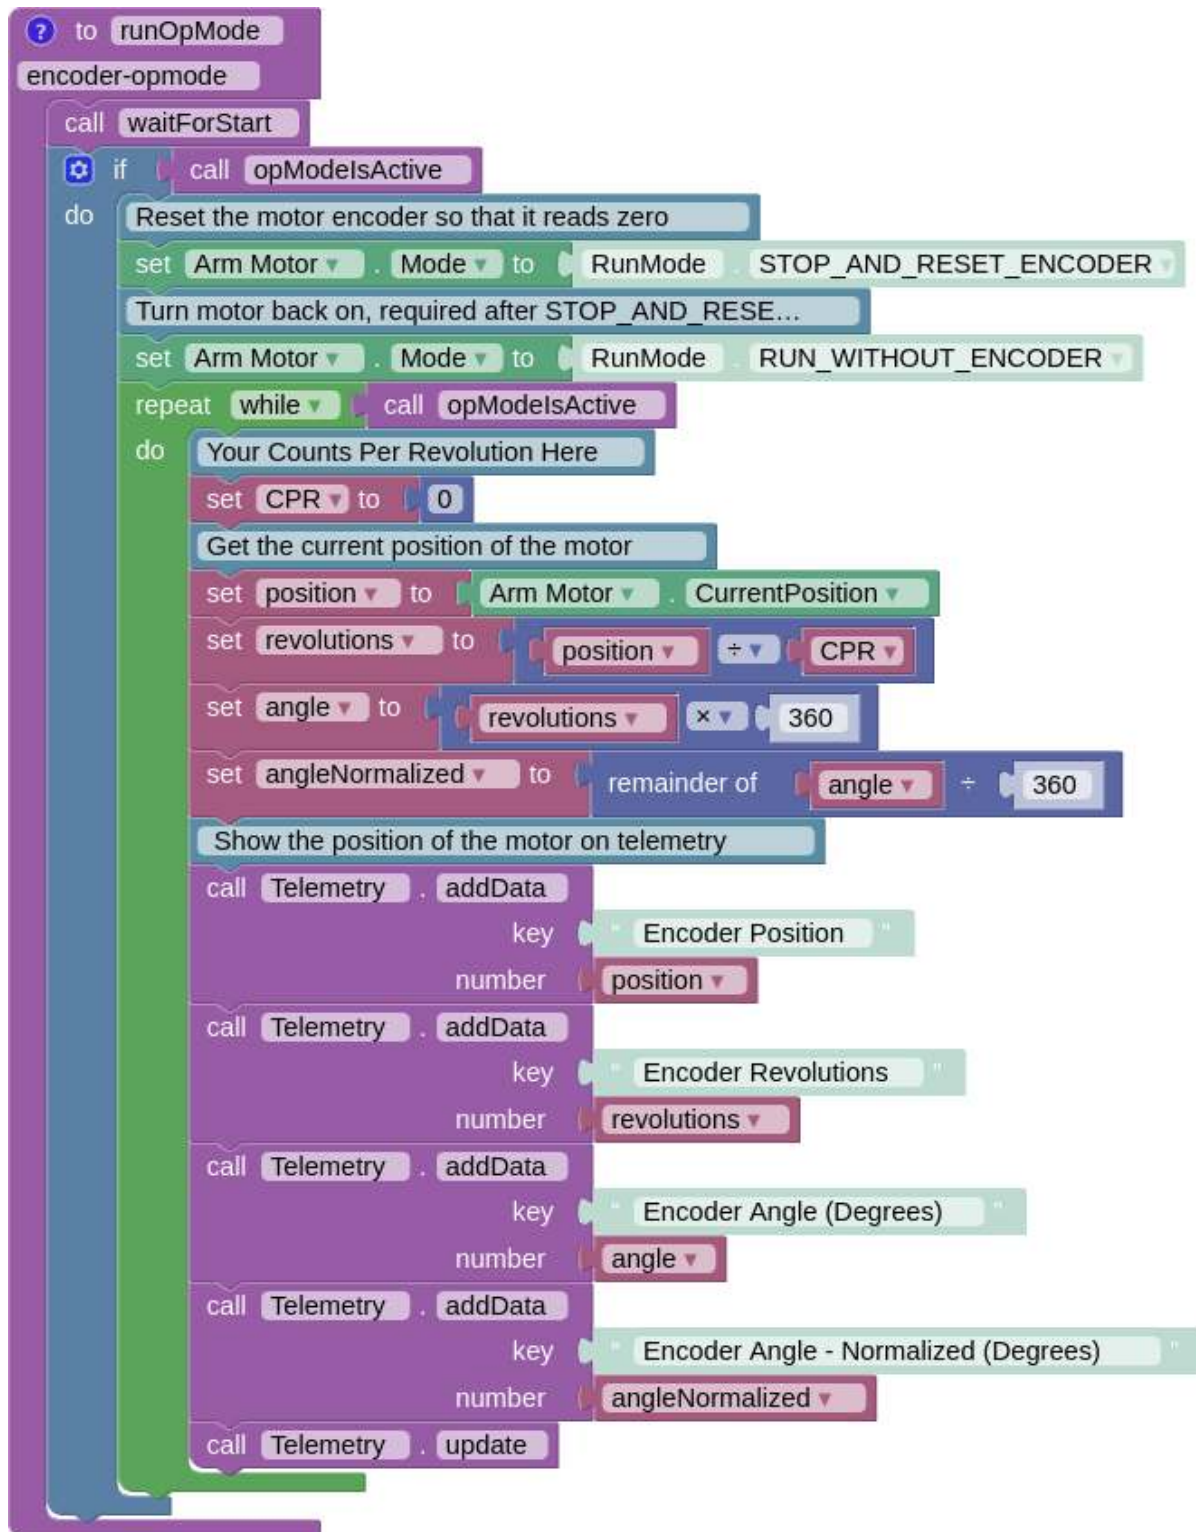 ? to runOpMode
encoder-opmode
call waitForStart
if call opModeIsActive
do Reset the motor encoder so that it reads zero
set Arm Motor . Mode to RunMode . STOP_AND_RESET_ENCODER
Turn motor back on, required after STOP_AND_RESE...
set Arm Motor . Mode to RunMode . RUN_WITHOUT_ENCODER
repeat while call opModeIsActive
do Your Counts Per Revolution Here
set CPR to 0
Get the current position of the motor
set position to Arm Motor . CurrentPosition
set revolutions to position ÷ CPR
set angle to revolutions × 360
set angleNormalized to remainder of angle ÷ 360
Show the position of the motor on telemetry
call Telemetry . addData
key " Encoder Position "
number position
call Telemetry . addData
key " Encoder Revolutions "
number revolutions
call Telemetry . addData
key " Encoder Angle (Degrees) "
number angle
call Telemetry . addData
key " Encoder Angle - Normalized (Degrees) "
number angleNormalized
call Telemetry . update